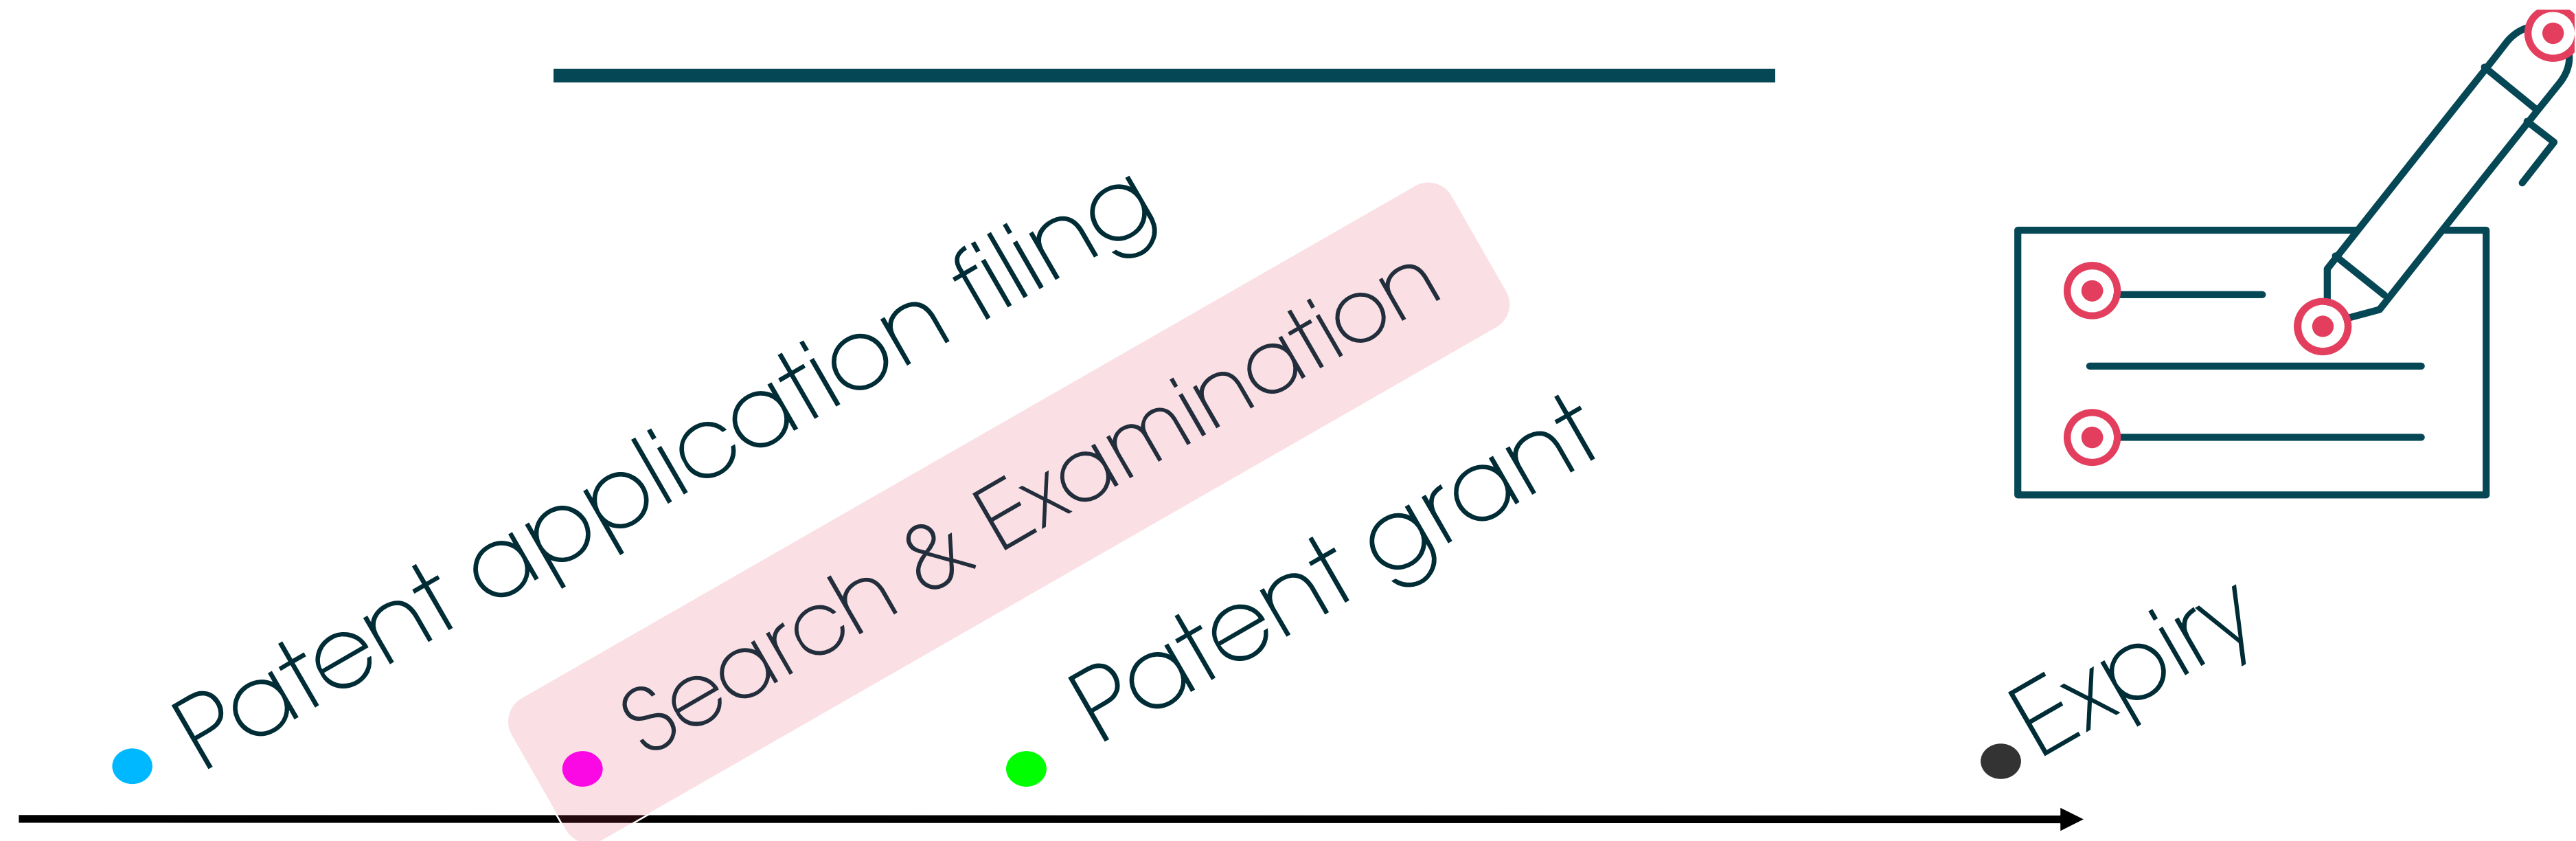 Patent application filing
Search & Examination
Patent grant
Expiry